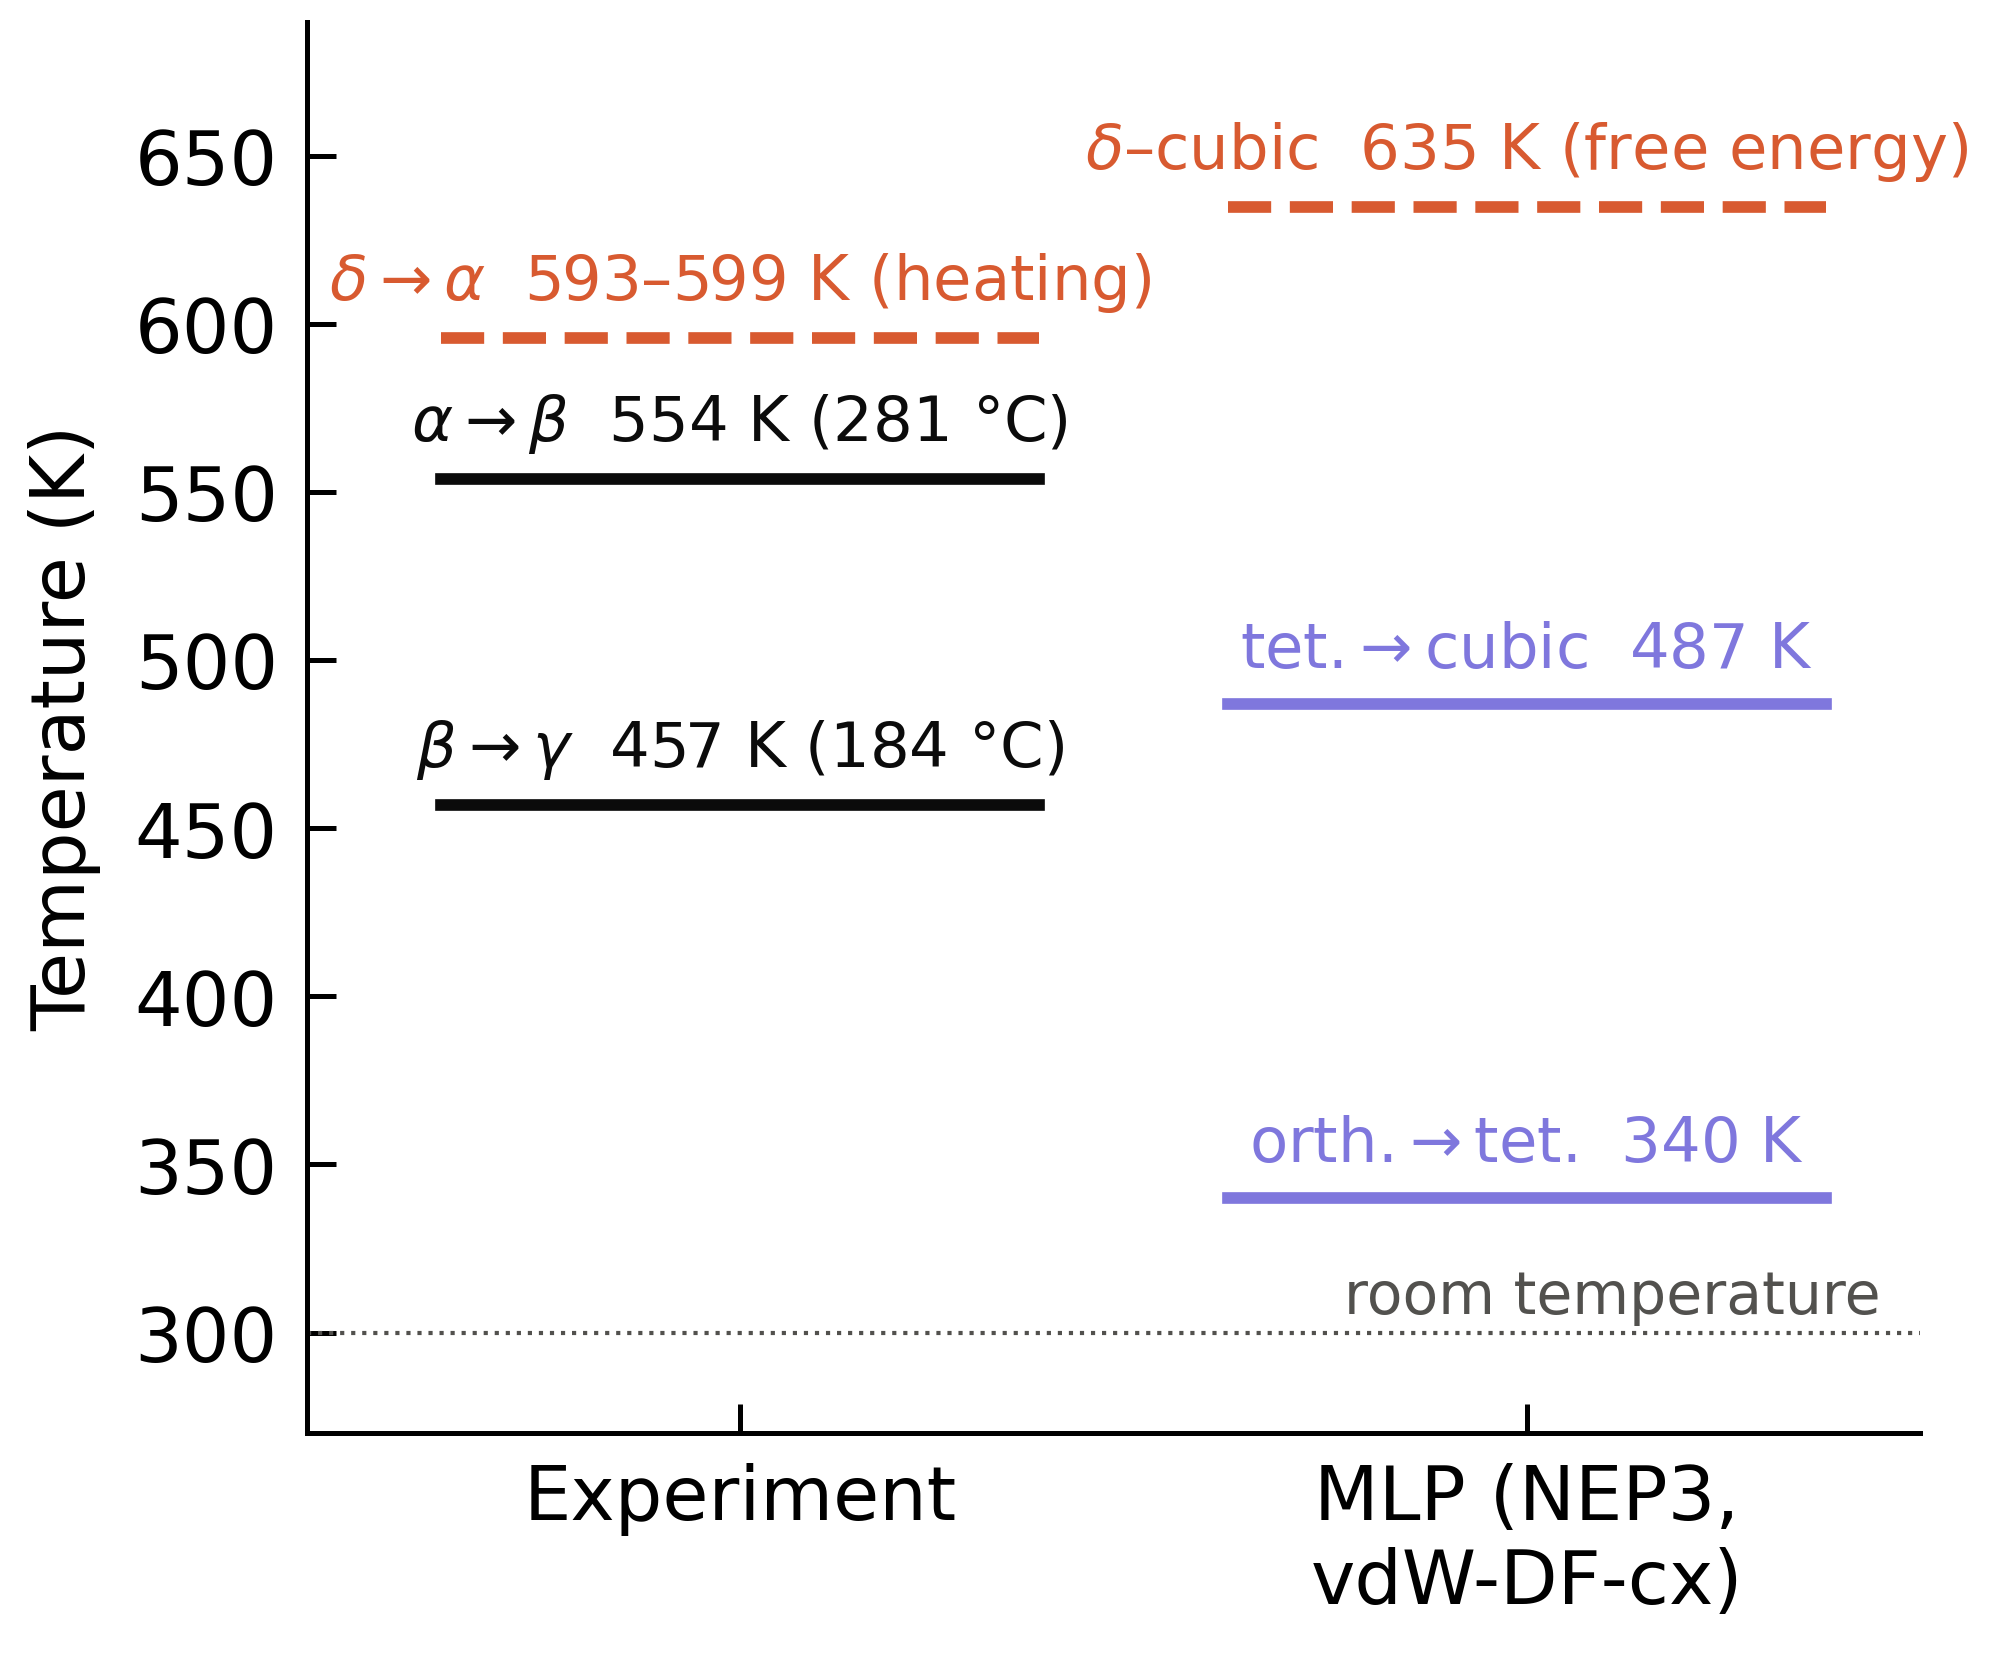 Temperature (K)
650
600
550
500
450
400
350
300
δ–cubic 635 K (free energy)
δ→α 593–599 K (heating)
α→β 554 K (281 °C)
tet.→cubic 487 K
β→γ 457 K (184 °C)
orth.→tet. 340 K
room temperature
Experiment
MLP (NEP3,
vdW-DF-cx)